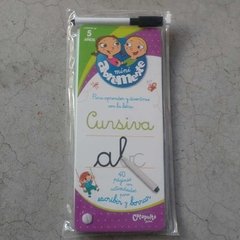 5
AÑOS
mini
abremente
Para aprender y divertirse
con la letra
Cursiva
abc
40
páginas
con
actividades
para
escribir y borrar
Catapulta